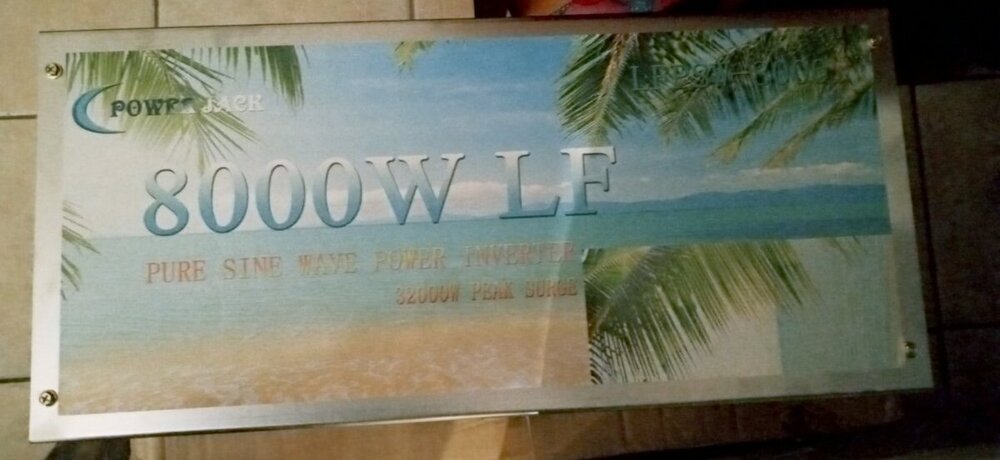 POWER JACK
8000W LF
PURE SINE WAVE POWER INVERTER
32000W PEAK SURGE